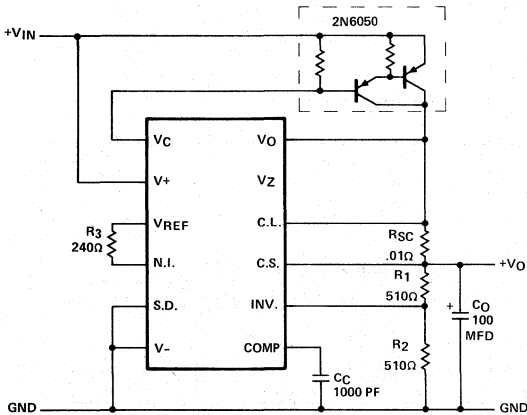 2N6050
+VIN
VC
VO
V+
VZ
VREF
C.L.
R3
240Ω
RSC
.01Ω
N.I.
C.S.
+VO
R1
510Ω
S.D.
INV.
+
CO
100
MFD
V–
COMP
R2
510Ω
CC
1000 PF
GND
GND